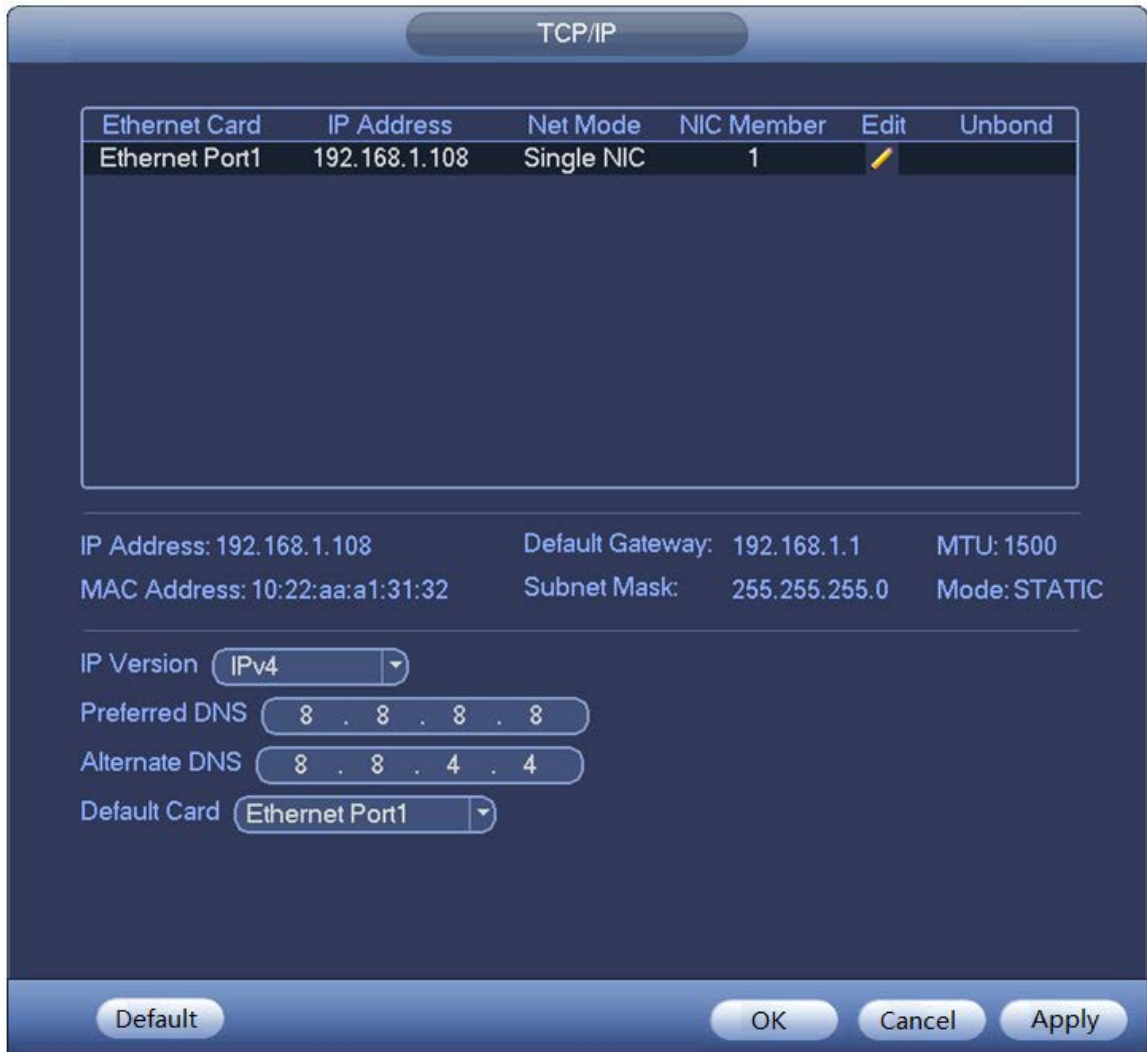 TCP/IP
Ethernet Card IP Address Net Mode NIC Member Edit Unbond
Ethernet Port1 192.168.1.108 Single NIC 1
IP Address: 192.168.1.108 Default Gateway: 192.168.1.1 MTU: 1500
MAC Address: 10:22:aa:a1:31:32 Subnet Mask: 255.255.255.0 Mode: STATIC
IP Version IPv4
Preferred DNS 8 . 8 . 8 . 8
Alternate DNS 8 . 8 . 4 . 4
Default Card Ethernet Port1
Default OK Cancel Apply